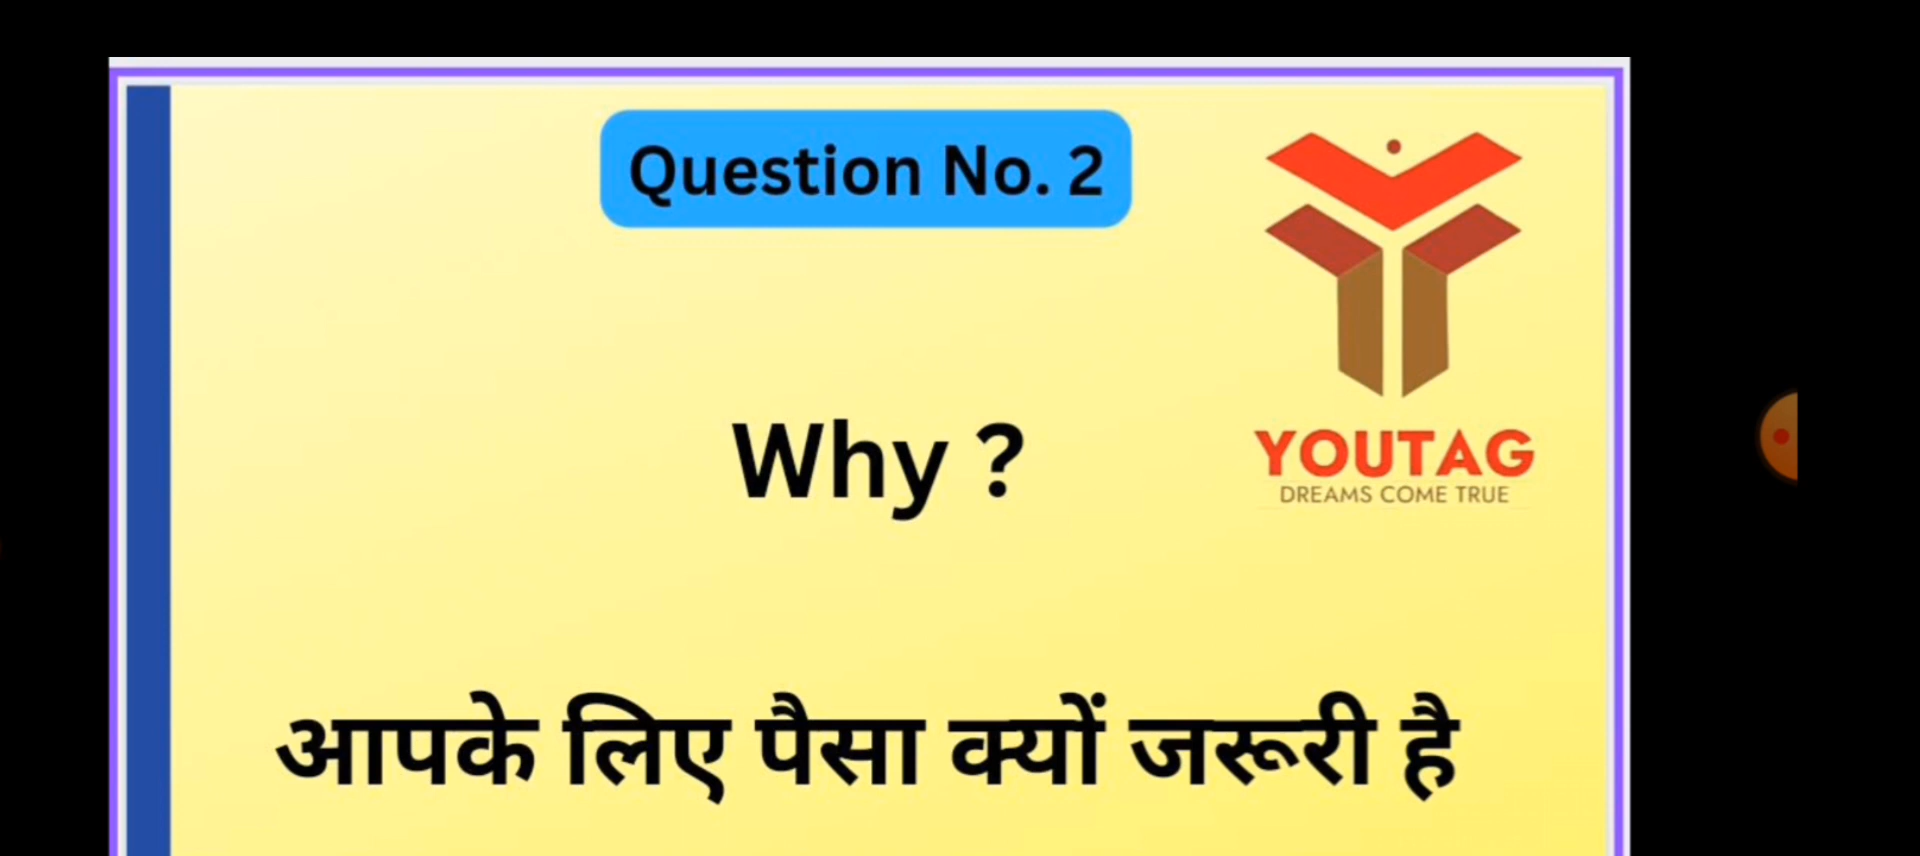 Question No. 2
Why ?
YOUTAG
DREAMS COME TRUE
आपके लिए पैसा क्यों जरूरी है